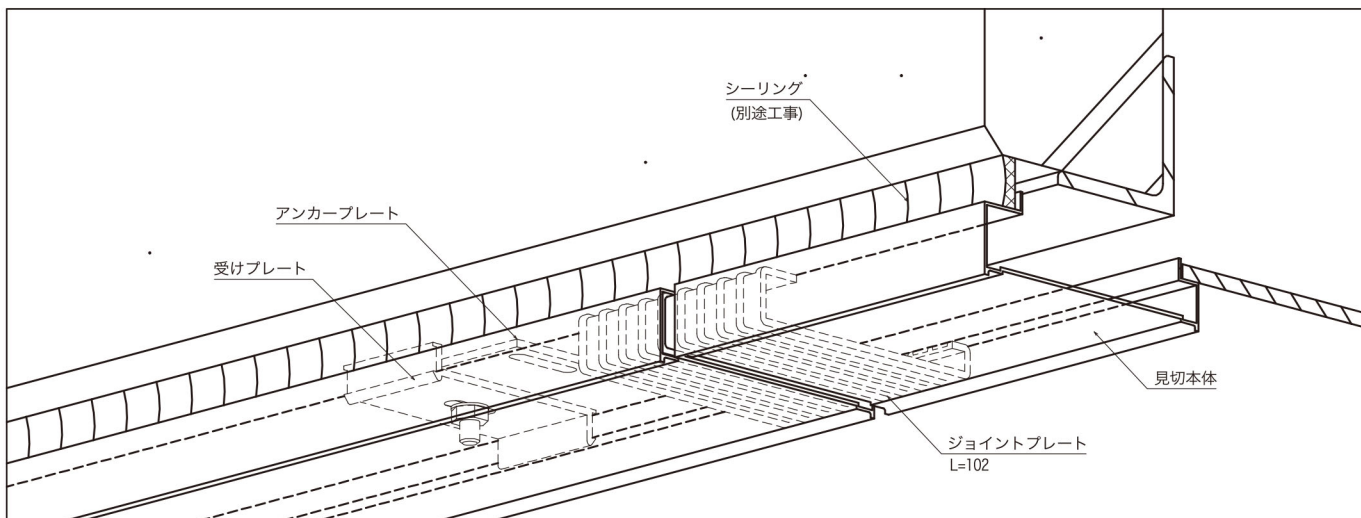 シーリング
(別途工事)
アンカープレート
受けプレート
見切本体
ジョイントプレート
L=102